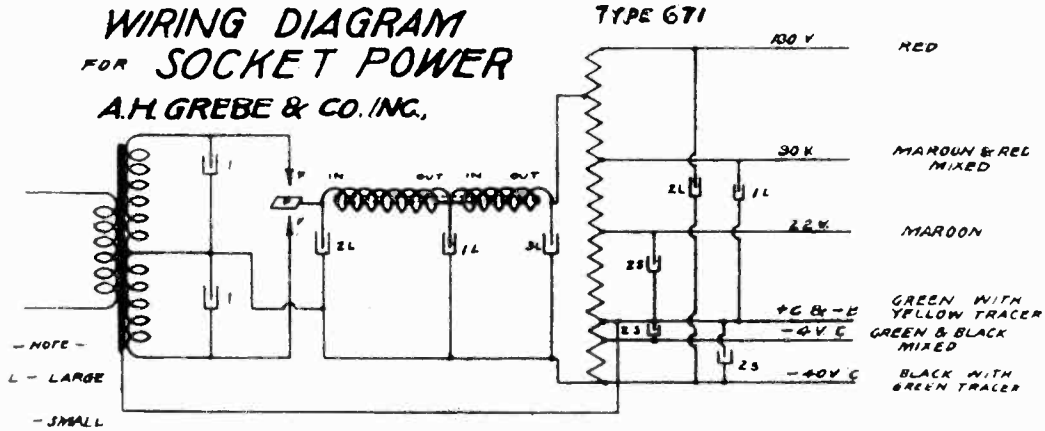 WIRING DIAGRAM
FOR SOCKET POWER
A.H. GREBE & CO. INC.,
TYPE 671
RED
90 V.
MAROON & RED
MIXED
22 V.
MAROON
+C B -B
GREEN WITH
YELLOW TRACER
-4 V C
GREEN & BLACK
MIXED
-40 V C
BLACK WITH
GREEN TRACER
1
1
F
F
IN
OUT
IN
OUT
2L
1L
3L
2L
1L
2S
2S
2S
- NOTE -
L - LARGE
- SMALL